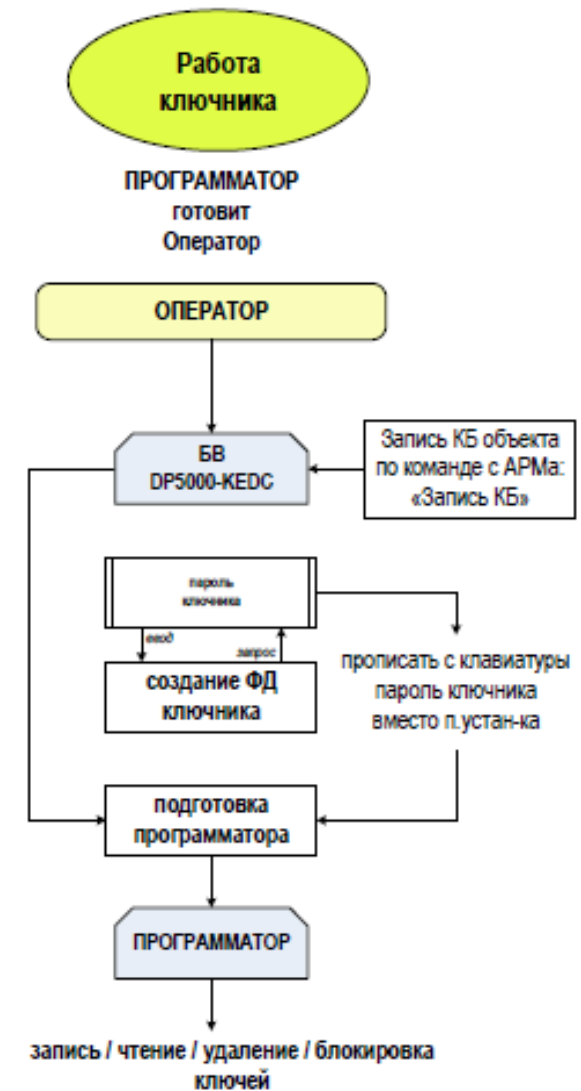 Работа
ключника
ПРОГРАММАТОР
готовит
Оператор
ОПЕРАТОР
БВ
DP5000-KEDC
Запись КБ объекта
по команде с АРМа:
«Запись КБ»
пароль
ключника
ввод
запрос
создание ФД
ключника
прописать с клавиатуры
пароль ключника
вместо п.устан-ка
подготовка
программатора
ПРОГРАММАТОР
запись / чтение / удаление / блокировка
ключей